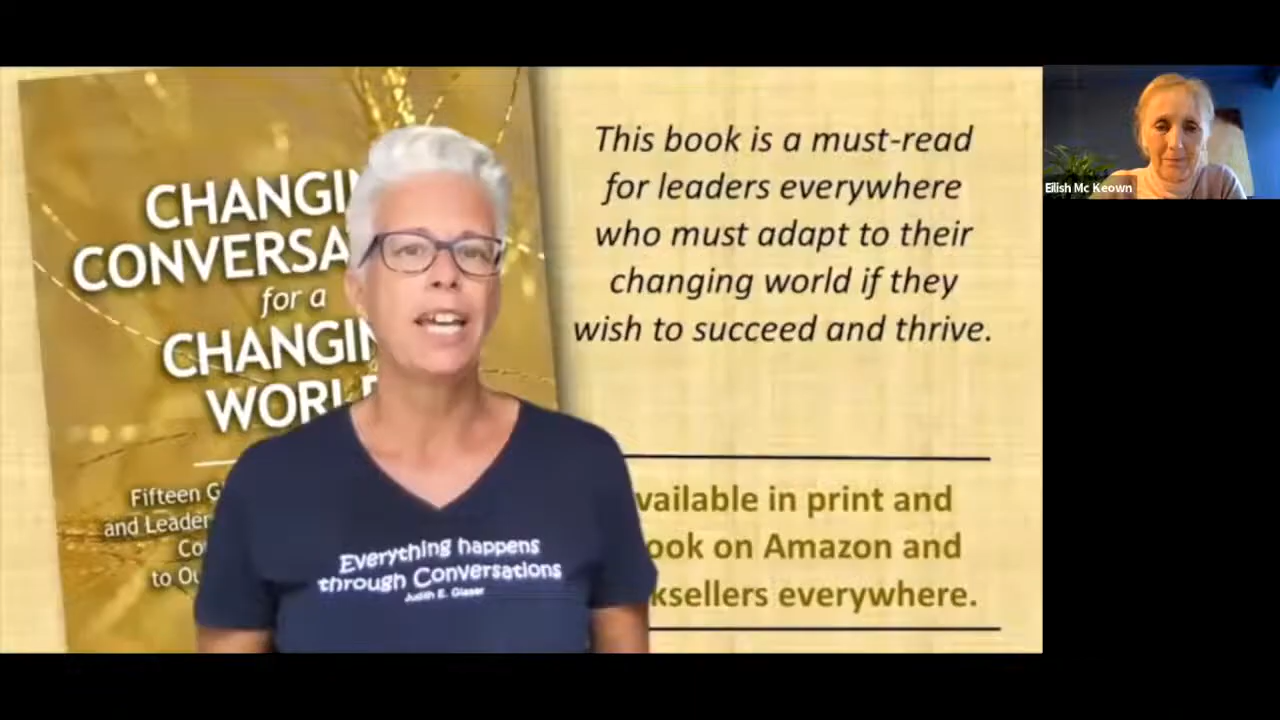 CHANGIN
CONVERSA
for a
CHANGIN
WORL
Fifteen G
and Leader
Co
to Ou
This book is a must-read
for leaders everywhere
who must adapt to their
changing world if they
wish to succeed and thrive.
vailable in print and
ook on Amazon and
ksellers everywhere.
Everything happens
through Conversations
Judith E. Glaser
Eilish Mc Keown